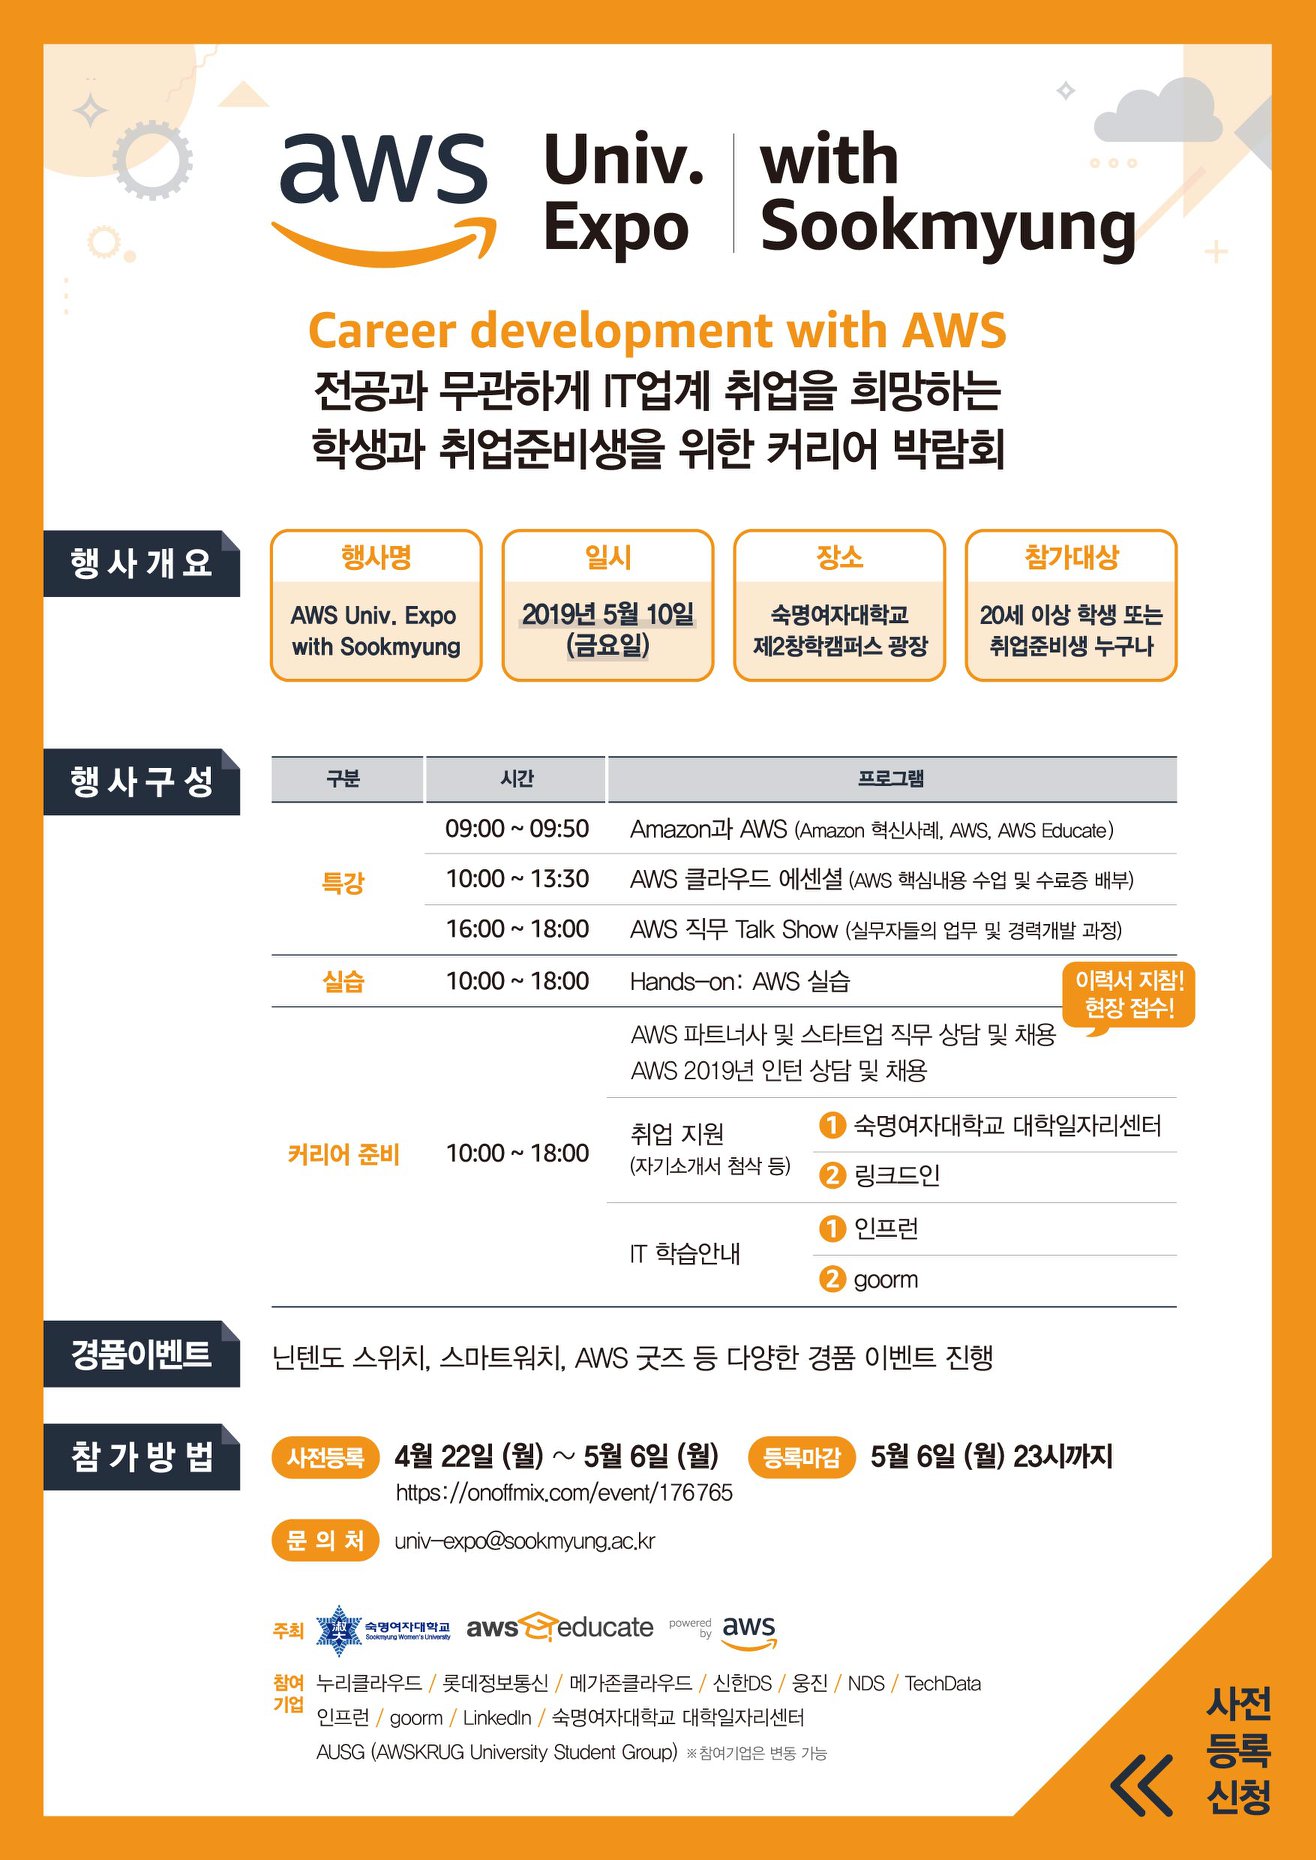 aws
Univ. Expo
with Sookmyung
Career development with AWS
전공과 무관하게 IT업계 취업을 희망하는
학생과 취업준비생을 위한 커리어 박람회
행사개요
행사명
AWS Univ. Expo
with Sookmyung
일시
2019년 5월 10일
(금요일)
장소
숙명여자대학교
제2창학캠퍼스 광장
참가대상
20세 이상 학생 또는
취업준비생 누구나
행사구성
구분 시간 프로그램
특강
09:00 ~ 09:50 Amazon과 AWS (Amazon 혁신사례, AWS, AWS Educate)
10:00 ~ 13:30 AWS 클라우드 에센셜 (AWS 핵심내용 수업 및 수료증 배부)
16:00 ~ 18:00 AWS 직무 Talk Show (실무자들의 업무 및 경력개발 과정)
실습 10:00 ~ 18:00 Hands-on: AWS 실습
이력서 지참!
현장 접수!
커리어 준비 10:00 ~ 18:00
AWS 파트너사 및 스타트업 직무 상담 및 채용
AWS 2019년 인턴 상담 및 채용
취업 지원
(자기소개서 첨삭 등)
1 숙명여자대학교 대학일자리센터
2 링크드인
IT 학습안내
1 인프런
2 goorm
경품이벤트
닌텐도 스위치, 스마트워치, AWS 굿즈 등 다양한 경품 이벤트 진행
참가방법
사전등록 4월 22일 (월) ~ 5월 6일 (월) 등록마감 5월 6일 (월) 23시까지
https://onoffmix.com/event/176765
문의처 univ-expo@sookmyung.ac.kr
주최 숙명여자대학교 Sookmyung Women's University aws educate powered by aws
참여기업
누리클라우드 / 롯데정보통신 / 메가존클라우드 / 신한DS / 웅진 / NDS / TechData
인프런 / goorm / LinkedIn / 숙명여자대학교 대학일자리센터
AUSG (AWSKRUG University Student Group) ※참여기업은 변동 가능
사전
등록
신청